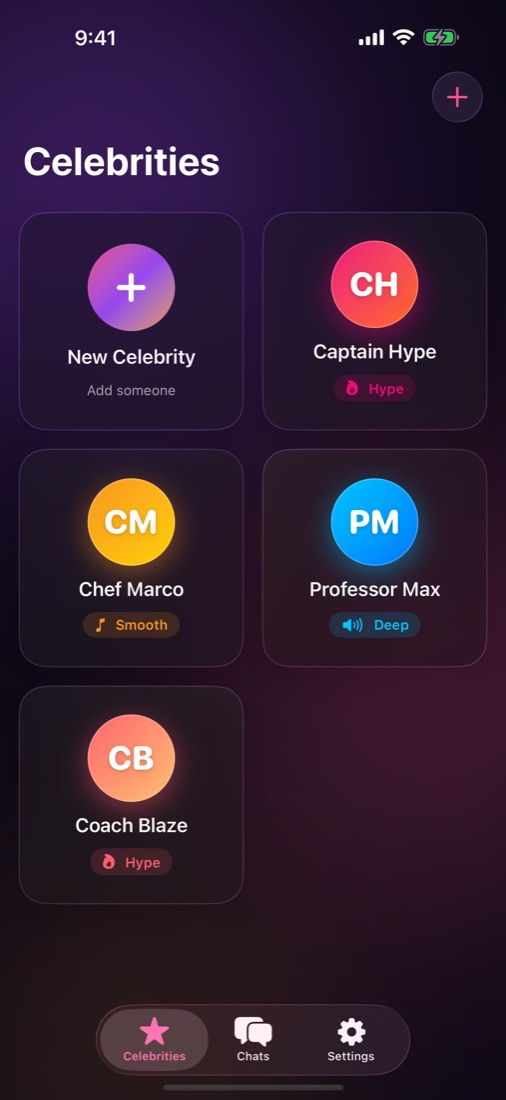 9:41
Celebrities
New Celebrity
Add someone
CH
Captain Hype
Hype
CM
Chef Marco
Smooth
PM
Professor Max
Deep
CB
Coach Blaze
Hype
Celebrities
Chats
Settings